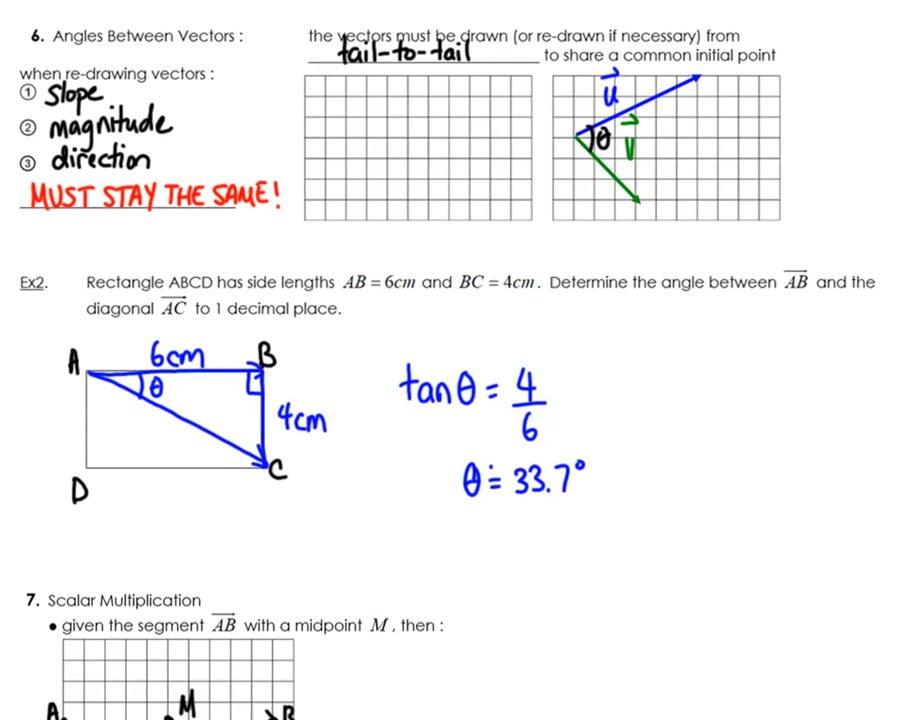 6. Angles Between Vectors :
the vectors must be drawn (or re-drawn if necessary) from
tail-to-tail to share a common initial point
when re-drawing vectors :
① slope
② magnitude
③ direction
MUST STAY THE SAME!
u
θ
v
Ex2. Rectangle ABCD has side lengths AB = 6cm and BC = 4cm. Determine the angle between AB and the
diagonal AC to 1 decimal place.
A 6cm B
θ
4cm
D C
tanθ = 4/6
θ ≐ 33.7°
7. Scalar Multiplication
• given the segment AB with a midpoint M, then :
A M B